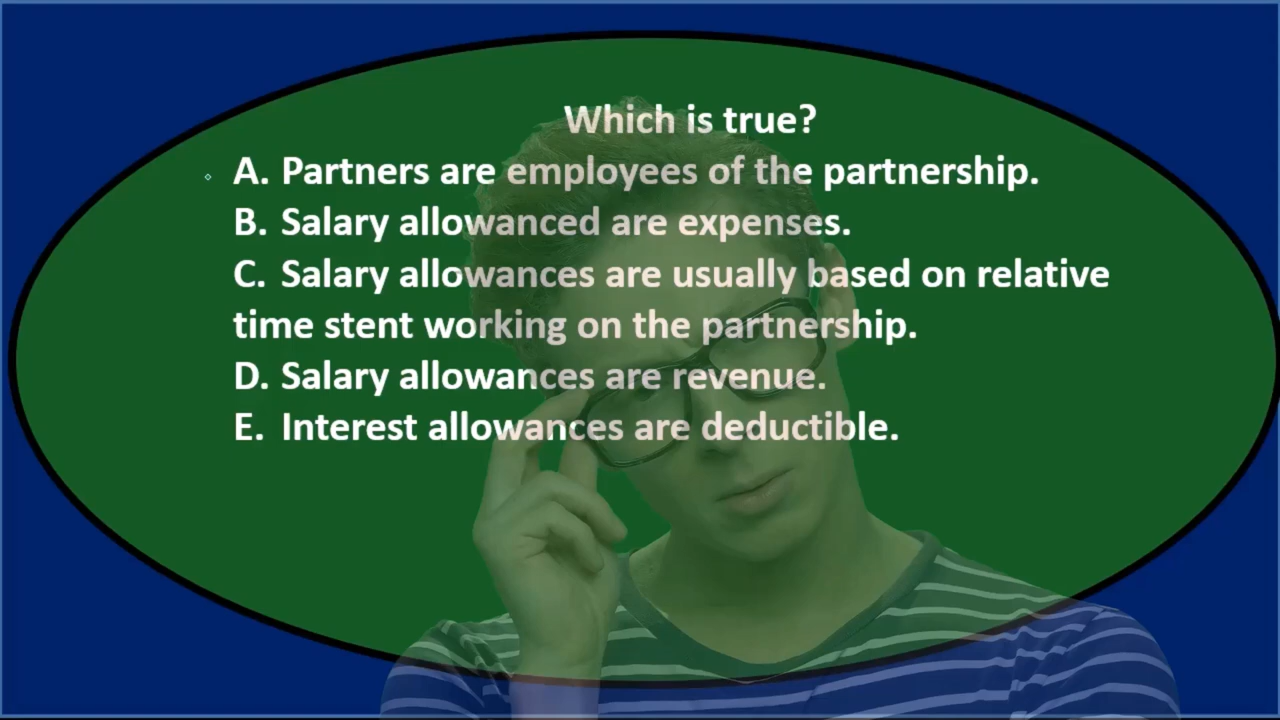 Which is true?
A. Partners are employees of the partnership.
B. Salary allowanced are expenses.
C. Salary allowances are usually based on relative
time stent working on the partnership.
D. Salary allowances are revenue.
E. Interest allowances are deductible.